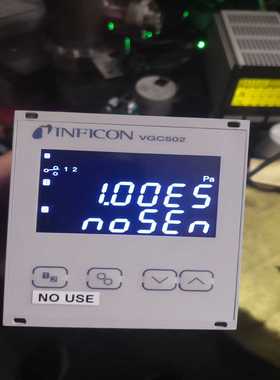 INFICON VGC502
Pa
1 2
1.00E5
noSEn
NO USE